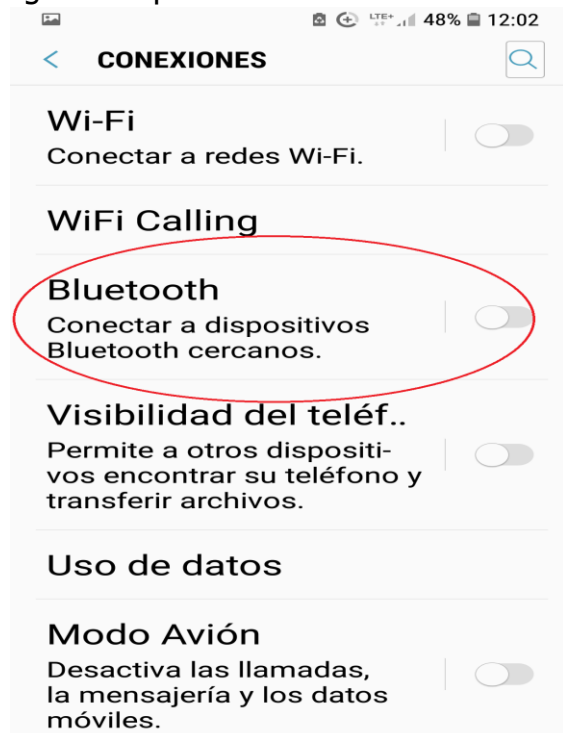 LTE+ 48% 12:02
CONEXIONES
Wi-Fi
Conectar a redes Wi-Fi.
WiFi Calling
Bluetooth
Conectar a dispositivos
Bluetooth cercanos.
Visibilidad del teléf..
Permite a otros dispositi-
vos encontrar su teléfono y
transferir archivos.
Uso de datos
Modo Avión
Desactiva las llamadas,
la mensajería y los datos
móviles.